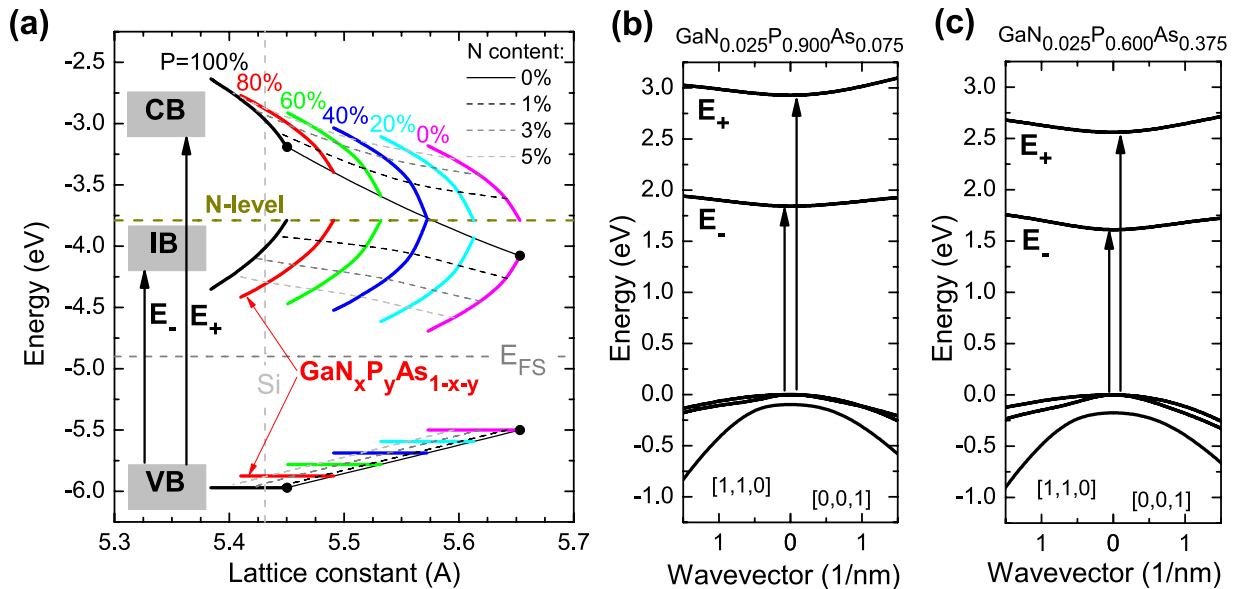 (a)
P=100%
80%
60%
40%
20%
0%
N content:
0%
1%
3%
5%
CB
N-level
IB
E-
E+
EFS
Si
GaNxPyAs1-x-y
VB
-2.5
-3.0
-3.5
-4.0
-4.5
-5.0
-5.5
-6.0
Energy (eV)
5.3 5.4 5.5 5.6 5.7
Lattice constant (A)
(b)
GaN0.025P0.900As0.075
E+
E-
3.0
2.5
2.0
1.5
1.0
0.5
0.0
-0.5
-1.0
Energy (eV)
[1,1,0] [0,0,1]
1 0 1
Wavevector (1/nm)
(c)
GaN0.025P0.600As0.375
E+
E-
3.0
2.5
2.0
1.5
1.0
0.5
0.0
-0.5
-1.0
Energy (eV)
[1,1,0] [0,0,1]
1 0 1
Wavevector (1/nm)